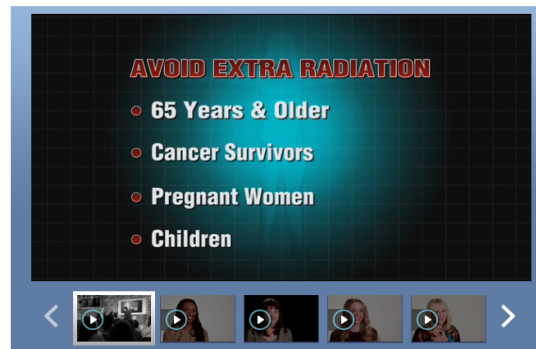 AVOID EXTRA RADIATION
65 Years & Older
Cancer Survivors
Pregnant Women
Children